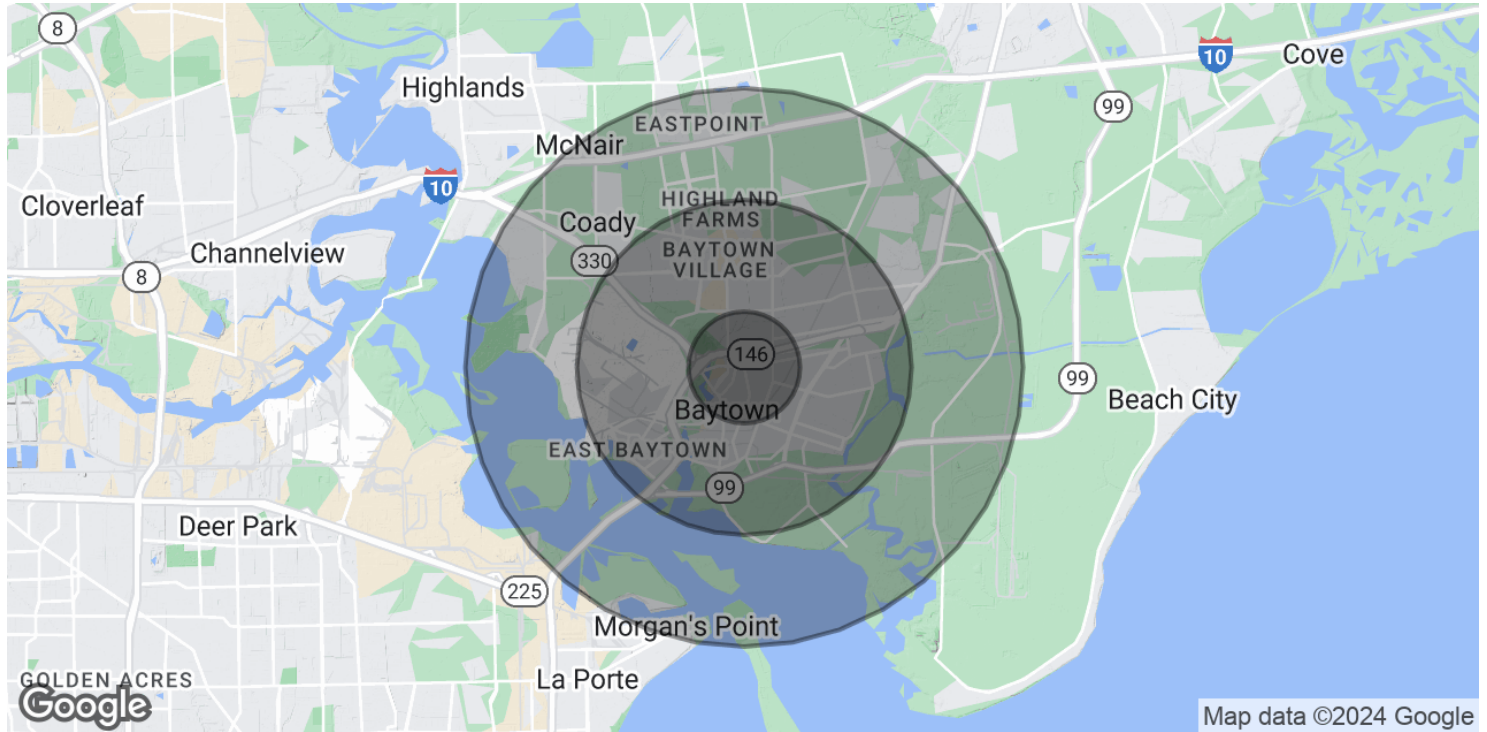 8
10
Cove
Highlands
99
EASTPOINT
McNair
10
Cloverleaf
HIGHLAND
FARMS
Coady
Channelview
BAYTOWN
VILLAGE
330
8
146
99
Beach City
Baytown
EAST BAYTOWN
99
Deer Park
225
Morgan's Point
GOLDEN ACRES
La Porte
Google
Map data ©2024 Google